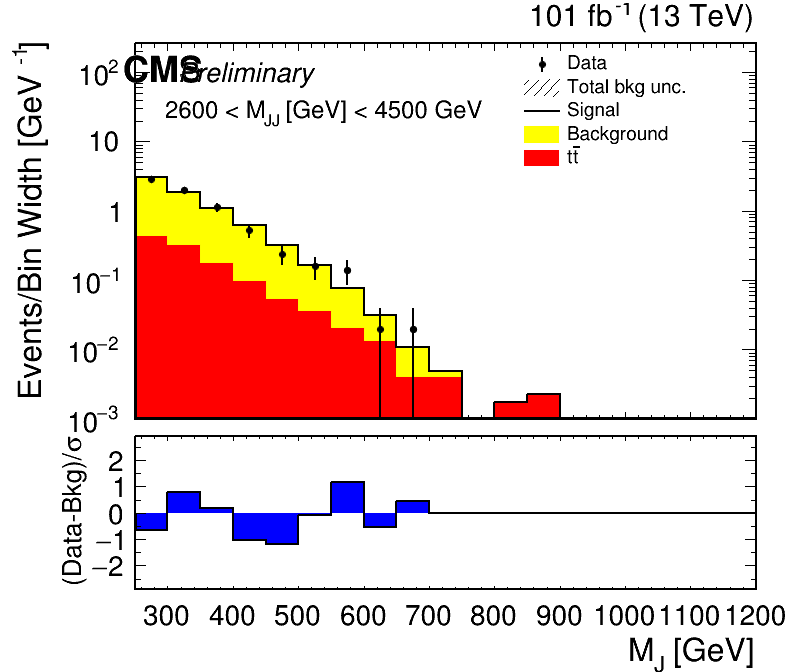 101 fb⁻¹ (13 TeV)
CMS Preliminary
2600 < M_JJ [GeV] < 4500 GeV
Data
Total bkg unc.
Signal
Background
tt̄
Events/Bin Width [GeV⁻¹]
10²
10
1
10⁻¹
10⁻²
10⁻³
(Data-Bkg)/σ
2
1
0
−1
−2
300 400 500 600 700 800 900 1000 1100 1200
M_J [GeV]